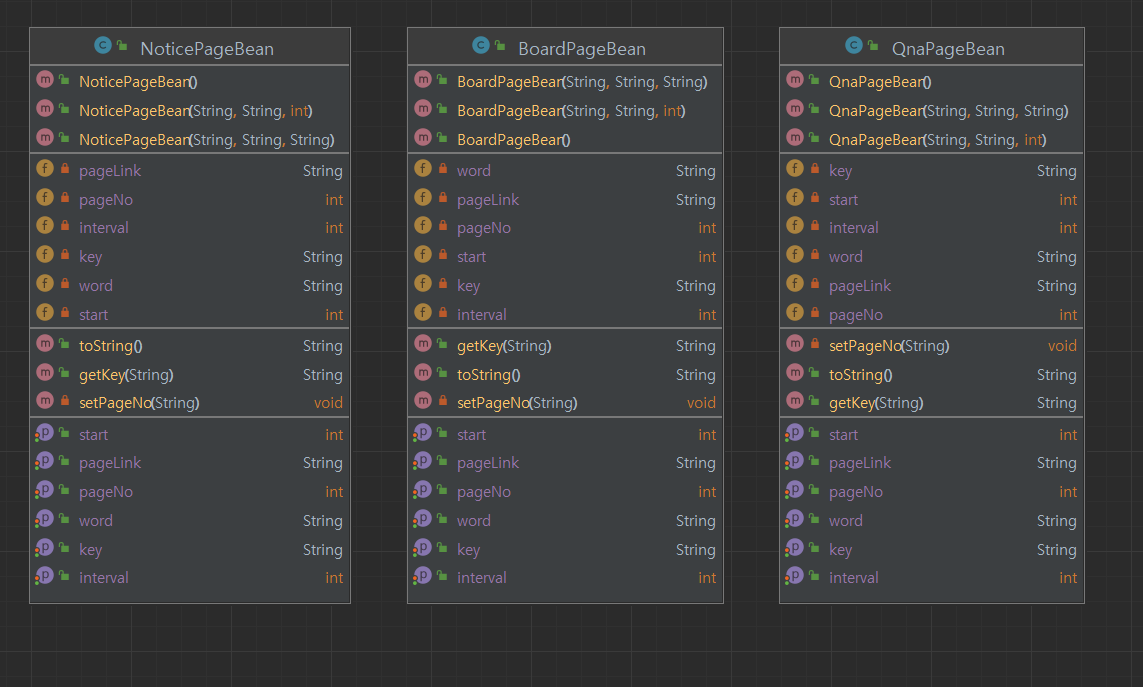 NoticePageBean
NoticePageBean()
NoticePageBean(String, String, int)
NoticePageBean(String, String, String)
pageLink String
pageNo int
interval int
key String
word String
start int
toString() String
getKey(String) String
setPageNo(String) void
start int
pageLink String
pageNo int
word String
key String
interval int
BoardPageBean
BoardPageBean(String, String, String)
BoardPageBean(String, String, int)
BoardPageBean()
word String
pageLink String
pageNo int
start int
key String
interval int
getKey(String) String
toString() String
setPageNo(String) void
start int
pageLink String
pageNo int
word String
key String
interval int
QnaPageBean
QnaPageBean()
QnaPageBean(String, String, String)
QnaPageBean(String, String, int)
key String
start int
interval int
word String
pageLink String
pageNo int
setPageNo(String) void
toString() String
getKey(String) String
start int
pageLink String
pageNo int
word String
key String
interval int